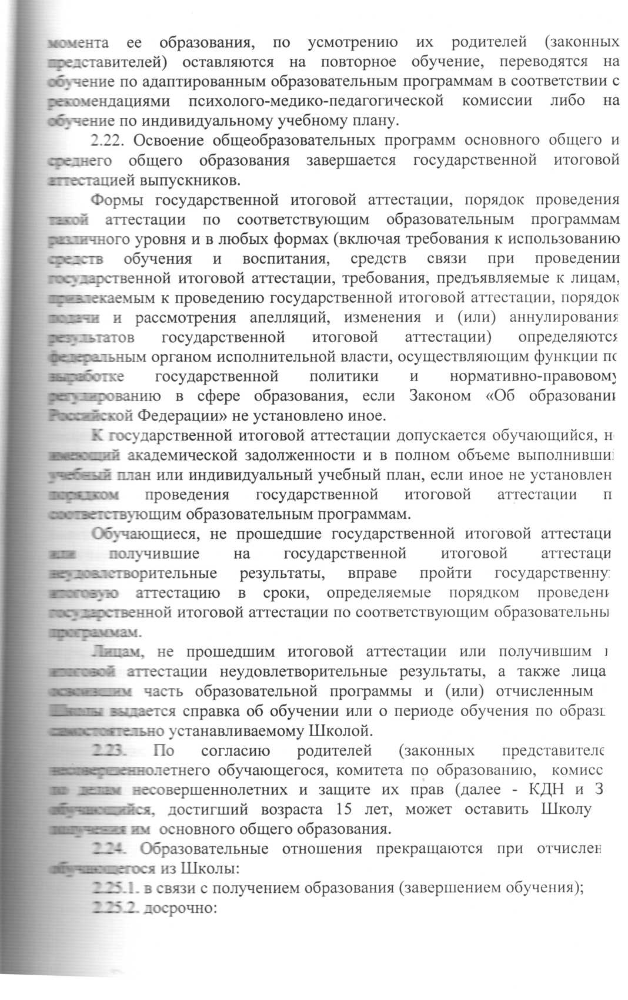 момента ее образования, по усмотрению их родителей (законных
представителей) оставляются на повторное обучение, переводятся на
обучение по адаптированным образовательным программам в соответствии с
рекомендациями психолого-медико-педагогической комиссии либо на
обучение по индивидуальному учебному плану.
2.22. Освоение общеобразовательных программ основного общего и
среднего общего образования завершается государственной итоговой
аттестацией выпускников.
Формы государственной итоговой аттестации, порядок проведения
такой аттестации по соответствующим образовательным программам
различного уровня и в любых формах (включая требования к использованию
средств обучения и воспитания, средств связи при проведении
государственной итоговой аттестации, требования, предъявляемые к лицам,
привлекаемым к проведению государственной итоговой аттестации, порядок
подачи и рассмотрения апелляций, изменения и (или) аннулирования
результатов государственной итоговой аттестации) определяются
федеральным органом исполнительной власти, осуществляющим функции по
выработке государственной политики и нормативно-правовому
регулированию в сфере образования, если Законом «Об образовании
Российской Федерации» не установлено иное.
К государственной итоговой аттестации допускается обучающийся, н
имеющий академической задолженности и в полном объеме выполнивши
учебный план или индивидуальный учебный план, если иное не установлен
порядком проведения государственной итоговой аттестации п
соответствующим образовательным программам.
Обучающиеся, не прошедшие государственной итоговой аттестаци
или получившие на государственной итоговой аттестаци
неудовлетворительные результаты, вправе пройти государственну
итоговую аттестацию в сроки, определяемые порядком проведени
государственной итоговой аттестации по соответствующим образовательны
программам.
Лицам, не прошедшим итоговой аттестации или получившим
итоговой аттестации неудовлетворительные результаты, а также лица
освоившим часть образовательной программы и (или) отчисленным
Школы выдается справка об обучении или о периоде обучения по образц
самостоятельно устанавливаемому Школой.
2.23. По согласию родителей (законных представителе
несовершеннолетнего обучающегося, комитета по образованию, комисс
по делам несовершеннолетних и защите их прав (далее - КДН и З
обучающийся, достигший возраста 15 лет, может оставить Школу
получения им основного общего образования.
2.24. Образовательные отношения прекращаются при отчислен
обучающегося из Школы:
2.25.1. в связи с получением образования (завершением обучения);
2.25.2. досрочно: